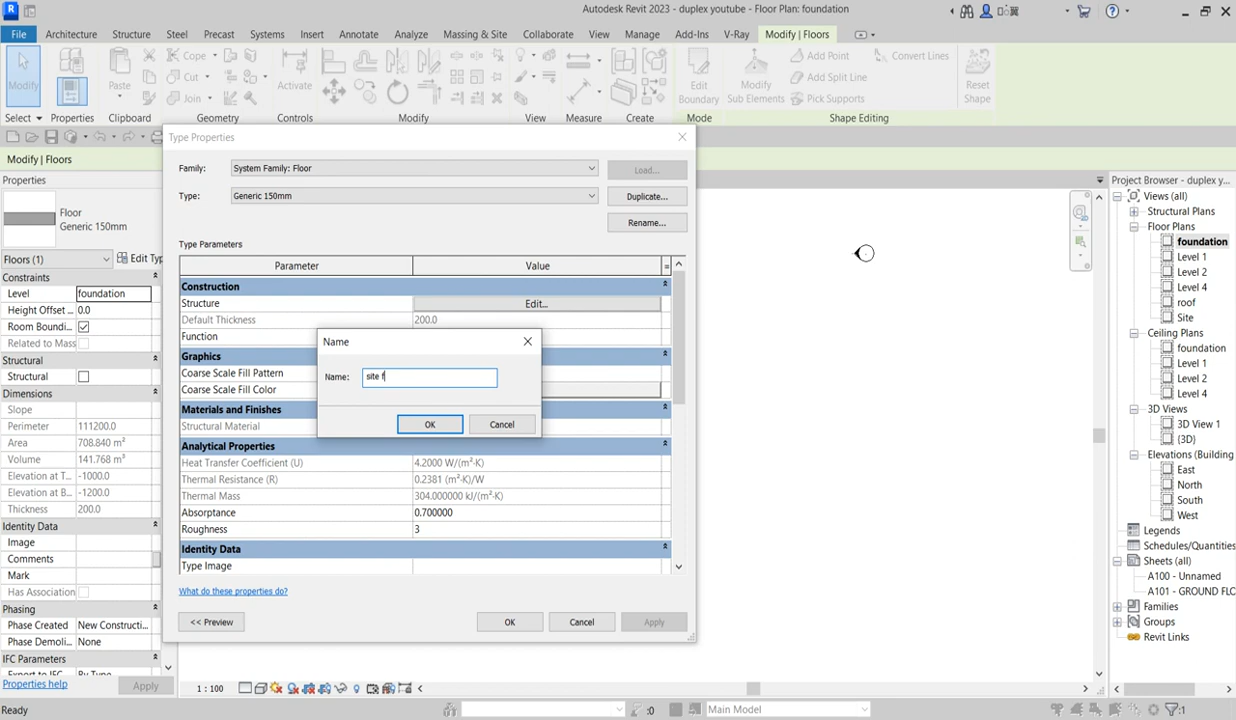 Autodesk Revit 2023 - duplex youtube - Floor Plan: foundation
File Architecture Structure Steel Precast Systems Insert Annotate Analyze Massing & Site Collaborate View Manage Add-Ins V-Ray Modify | Floors
Modify
Paste
Cope
Cut
Join
Activate
Edit
Boundary
Modify
Sub Elements
Add Point
Add Split Line
Pick Supports
Convert Lines
Reset
Shape
Select Properties Clipboard Geometry Controls Modify View Measure Create Mode Shape Editing
Modify | Floors
Properties
Floor
Generic 150mm
Floors (1) Edit Typ
Constraints
Level foundation
Height Offset ... 0.0
Room Boundi...
Related to Mass
Structural
Structural
Dimensions
Slope
Perimeter 111200.0
Area 708.840 m²
Volume 141.768 m³
Elevation at T... -1000.0
Elevation at B... -1200.0
Thickness 200.0
Identity Data
Image
Comments
Mark
Has Association
Phasing
Phase Created New Constructi...
Phase Demoli... None
IFC Parameters
Export to IFC By Type
Properties help Apply
Ready
Type Properties
Family: System Family: Floor Load...
Type: Generic 150mm Duplicate...
Rename...
Type Parameters
Parameter Value =
Construction
Structure Edit...
Default Thickness 200.0
Function
Graphics
Coarse Scale Fill Pattern
Coarse Scale Fill Color
Materials and Finishes
Structural Material
Analytical Properties
Heat Transfer Coefficient (U) 4.2000 W/(m²·K)
Thermal Resistance (R) 0.2381 (m²·K)/W
Thermal Mass 304.000000 kJ/(m²·K)
Absorptance 0.700000
Roughness 3
Identity Data
Type Image
What do these properties do?
<< Preview OK Cancel Apply
Name
Name: site f
OK Cancel
1 : 100
:0
Main Model
:1
Project Browser - duplex y...
Views (all)
Structural Plans
Floor Plans
foundation
Level 1
Level 2
Level 4
roof
Site
Ceiling Plans
foundation
Level 1
Level 2
Level 4
3D Views
3D View 1
{3D}
Elevations (Building
East
North
South
West
Legends
Schedules/Quantities
Sheets (all)
A100 - Unnamed
A101 - GROUND FLC
Families
Groups
Revit Links